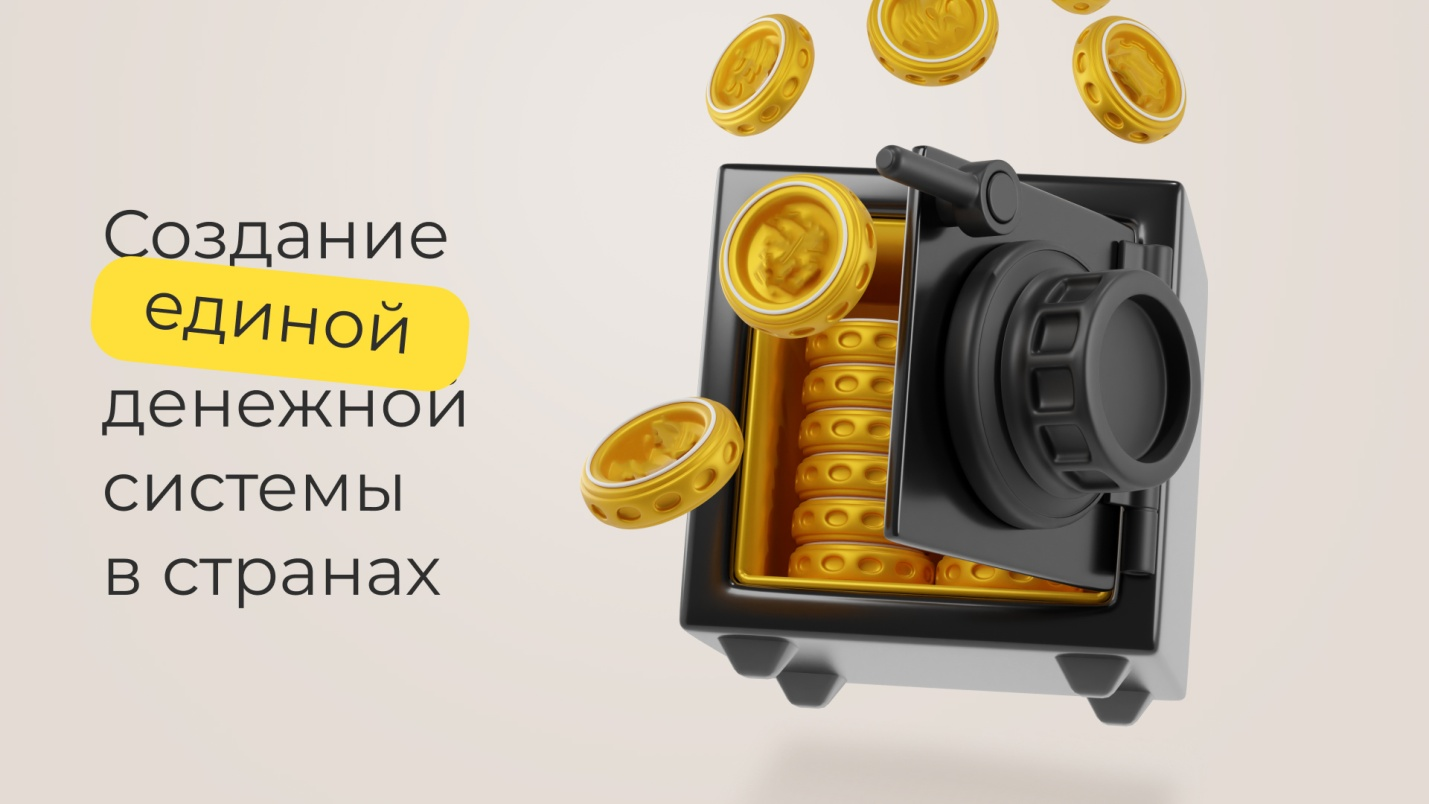 Создание
единой
денежной
системы
в странах